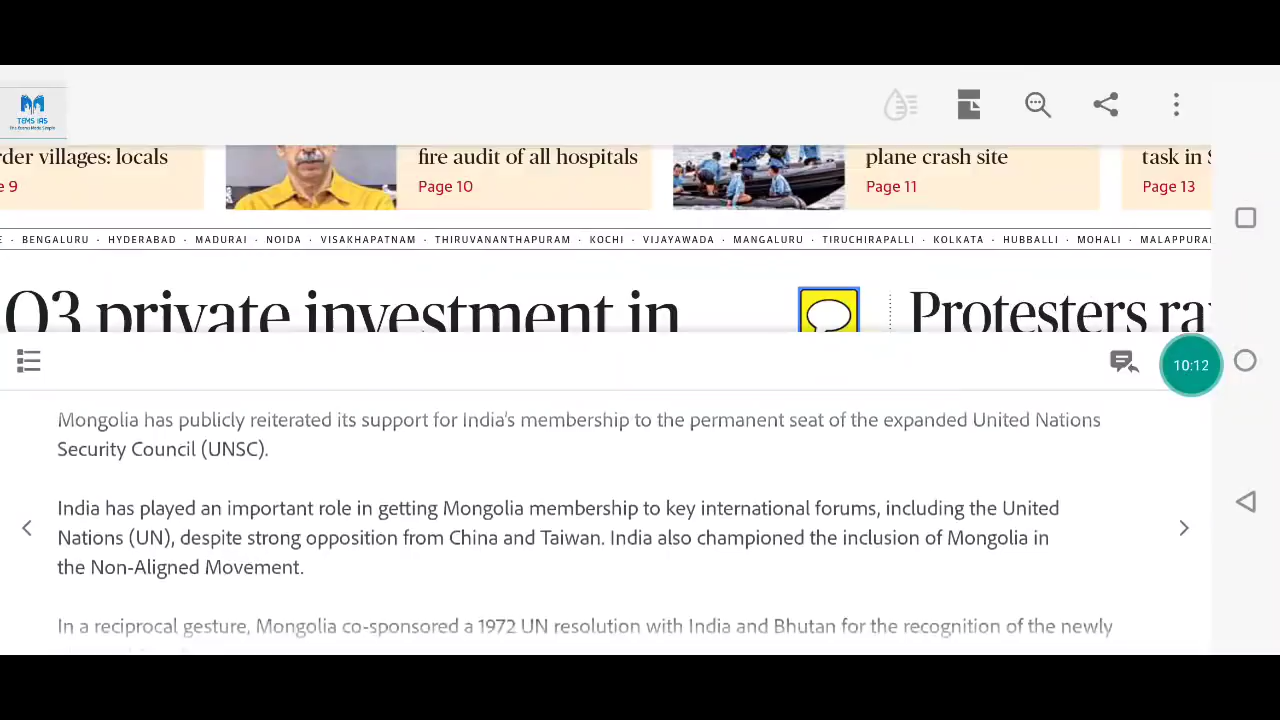 TEMS IAS
rder villages: locals
e 9
fire audit of all hospitals
Page 10
plane crash site
Page 11
task in S
Page 13
E · BENGALURU · HYDERABAD · MADURAI · NOIDA · VISAKHAPATNAM · THIRUVANANTHAPURAM · KOCHI · VIJAYAWADA · MANGALURU · TIRUCHIRAPALLI · KOLKATA · HUBBALLI · MOHALI · MALAPPURA
Q3 private investment in
Protesters ra
10:12
Mongolia has publicly reiterated its support for India's membership to the permanent seat of the expanded United Nations
Security Council (UNSC).
India has played an important role in getting Mongolia membership to key international forums, including the United
Nations (UN), despite strong opposition from China and Taiwan. India also championed the inclusion of Mongolia in
the Non-Aligned Movement.
In a reciprocal gesture, Mongolia co-sponsored a 1972 UN resolution with India and Bhutan for the recognition of the newly